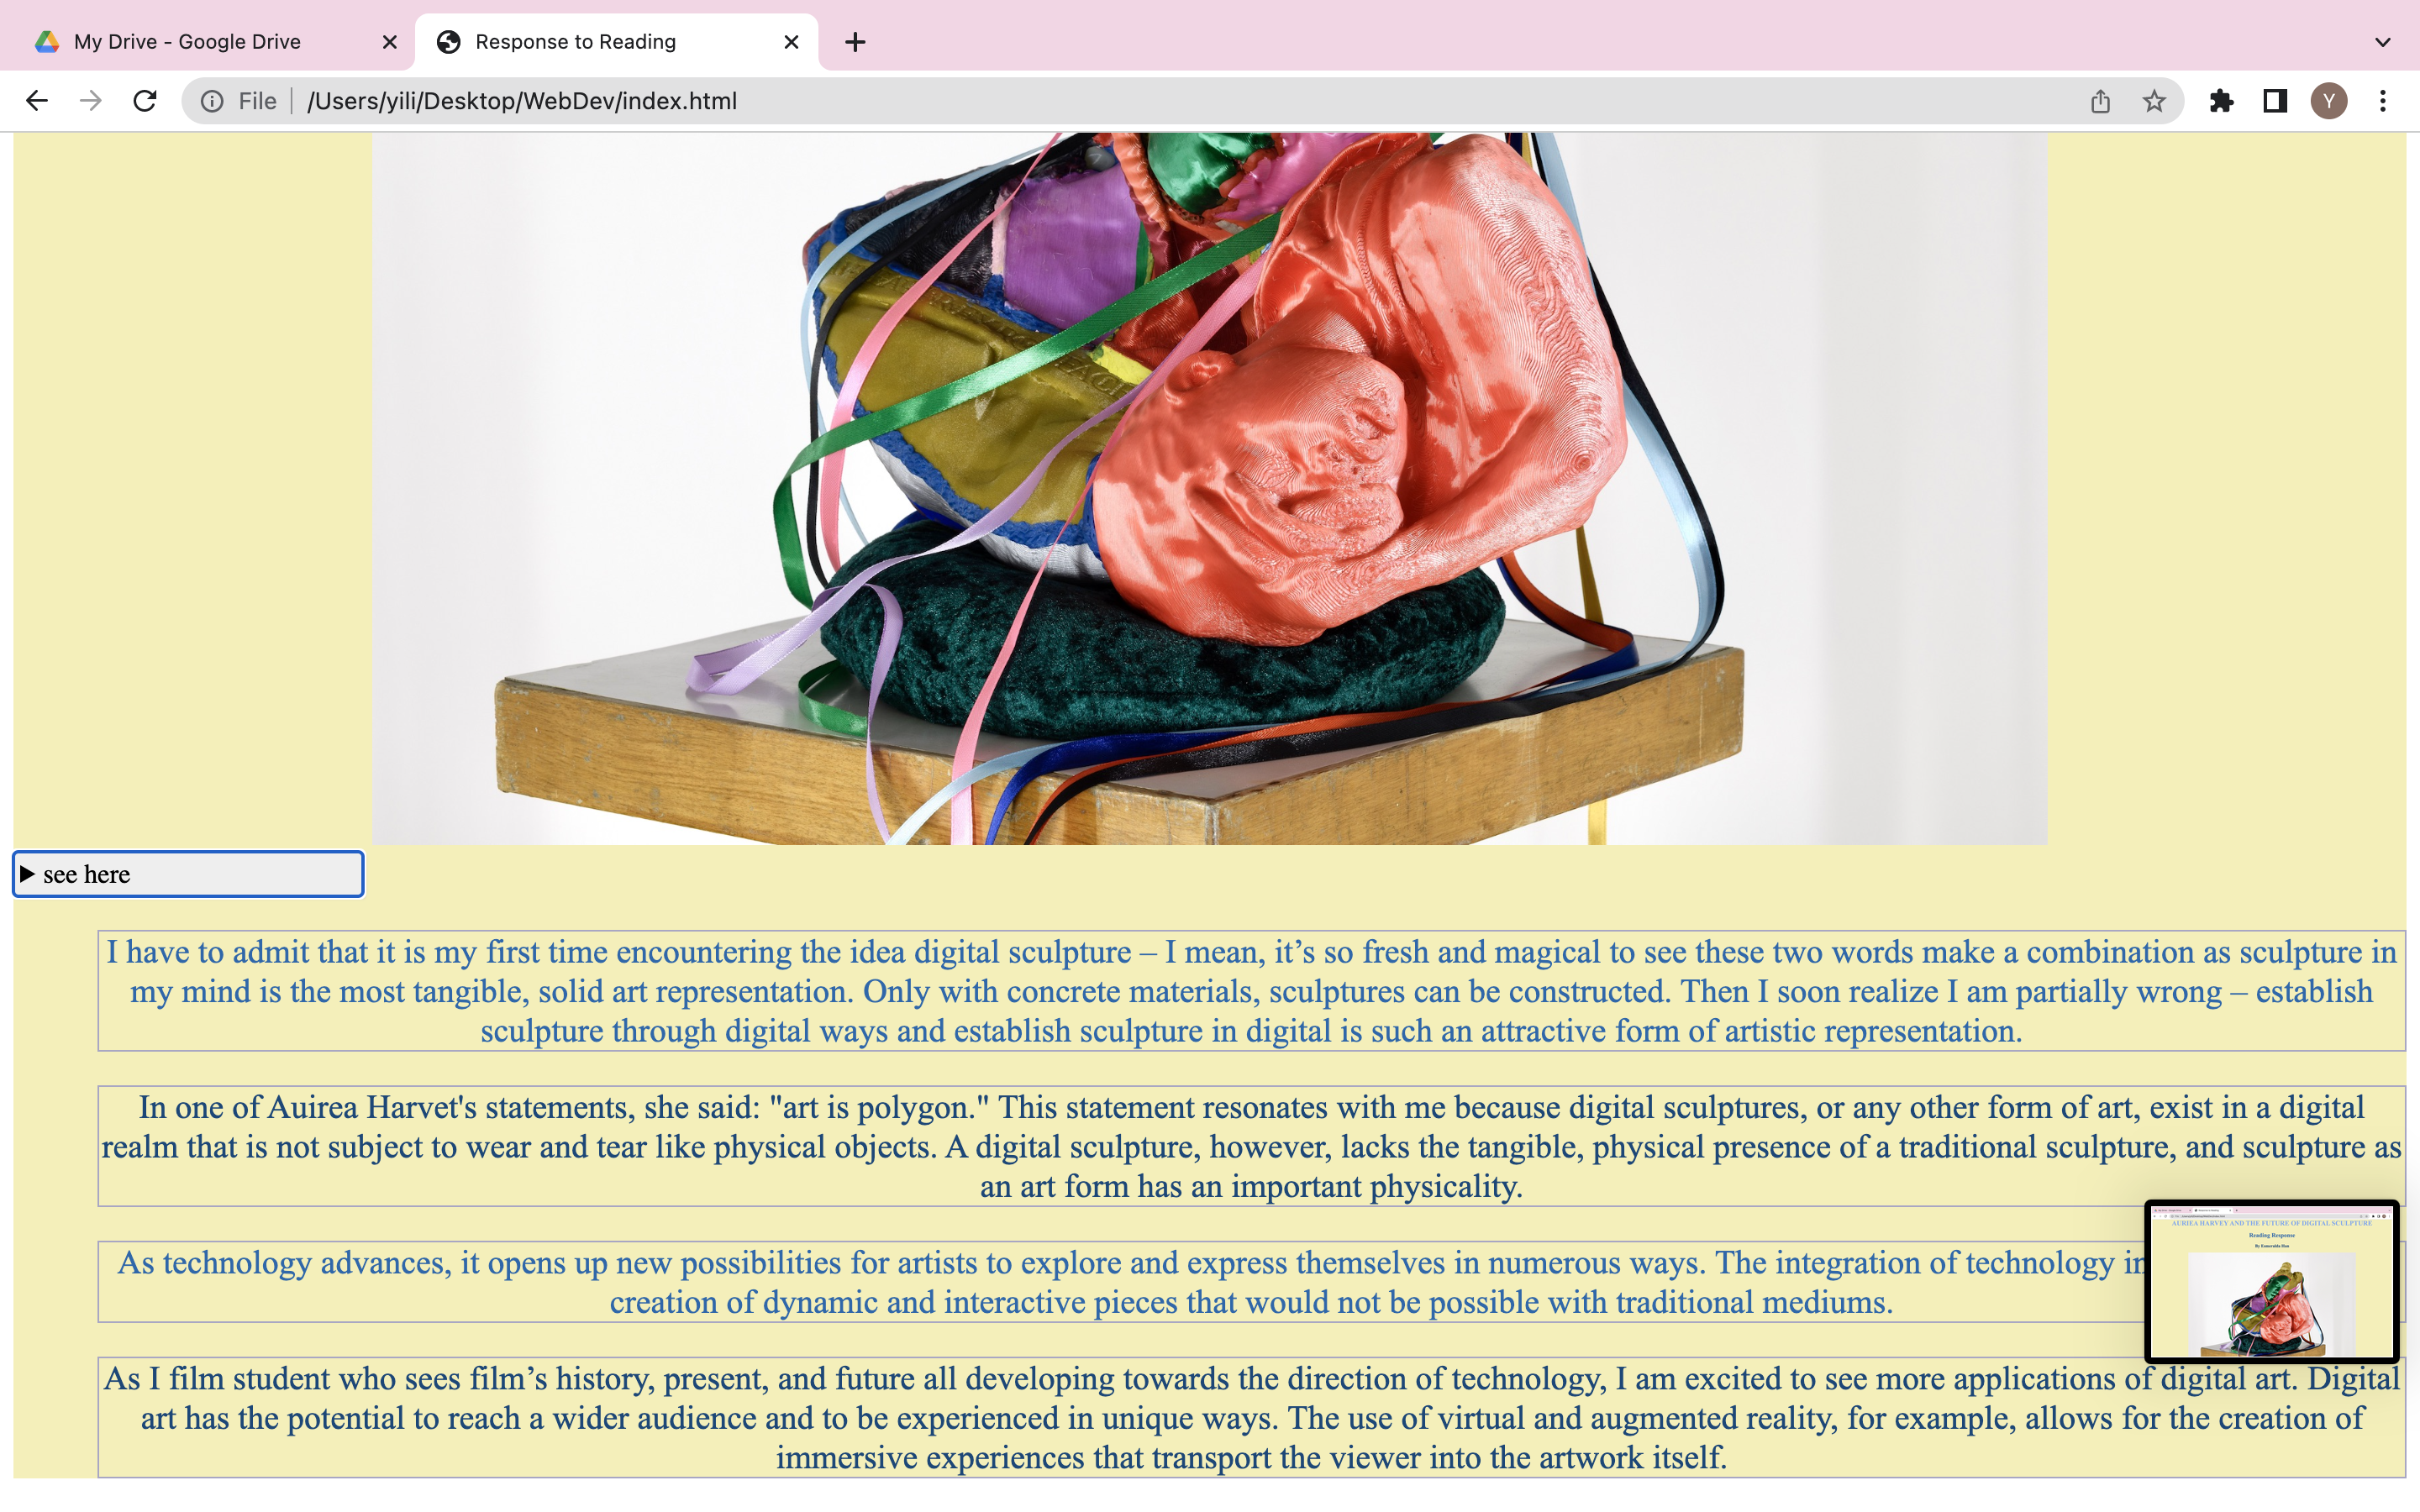 My Drive - Google Drive
Response to Reading
File
/Users/yili/Desktop/WebDev/index.html
Y
see here
I have to admit that it is my first time encountering the idea digital sculpture – I mean, it’s so fresh and magical to see these two words make a combination as sculpture in
my mind is the most tangible, solid art representation. Only with concrete materials, sculptures can be constructed. Then I soon realize I am partially wrong – establish
sculpture through digital ways and establish sculpture in digital is such an attractive form of artistic representation.
In one of Auirea Harvet's statements, she said: "art is polygon." This statement resonates with me because digital sculptures, or any other form of art, exist in a digital
realm that is not subject to wear and tear like physical objects. A digital sculpture, however, lacks the tangible, physical presence of a traditional sculpture, and sculpture as
an art form has an important physicality.
AURIEA HARVEY AND THE FUTURE OF DIGITAL SCULPTURE
Reading Response
By Esmeralda Han
As technology advances, it opens up new possibilities for artists to explore and express themselves in numerous ways. The integration of technology in
creation of dynamic and interactive pieces that would not be possible with traditional mediums.
As I film student who sees film’s history, present, and future all developing towards the direction of technology, I am excited to see more applications of digital art. Digital
art has the potential to reach a wider audience and to be experienced in unique ways. The use of virtual and augmented reality, for example, allows for the creation of
immersive experiences that transport the viewer into the artwork itself.